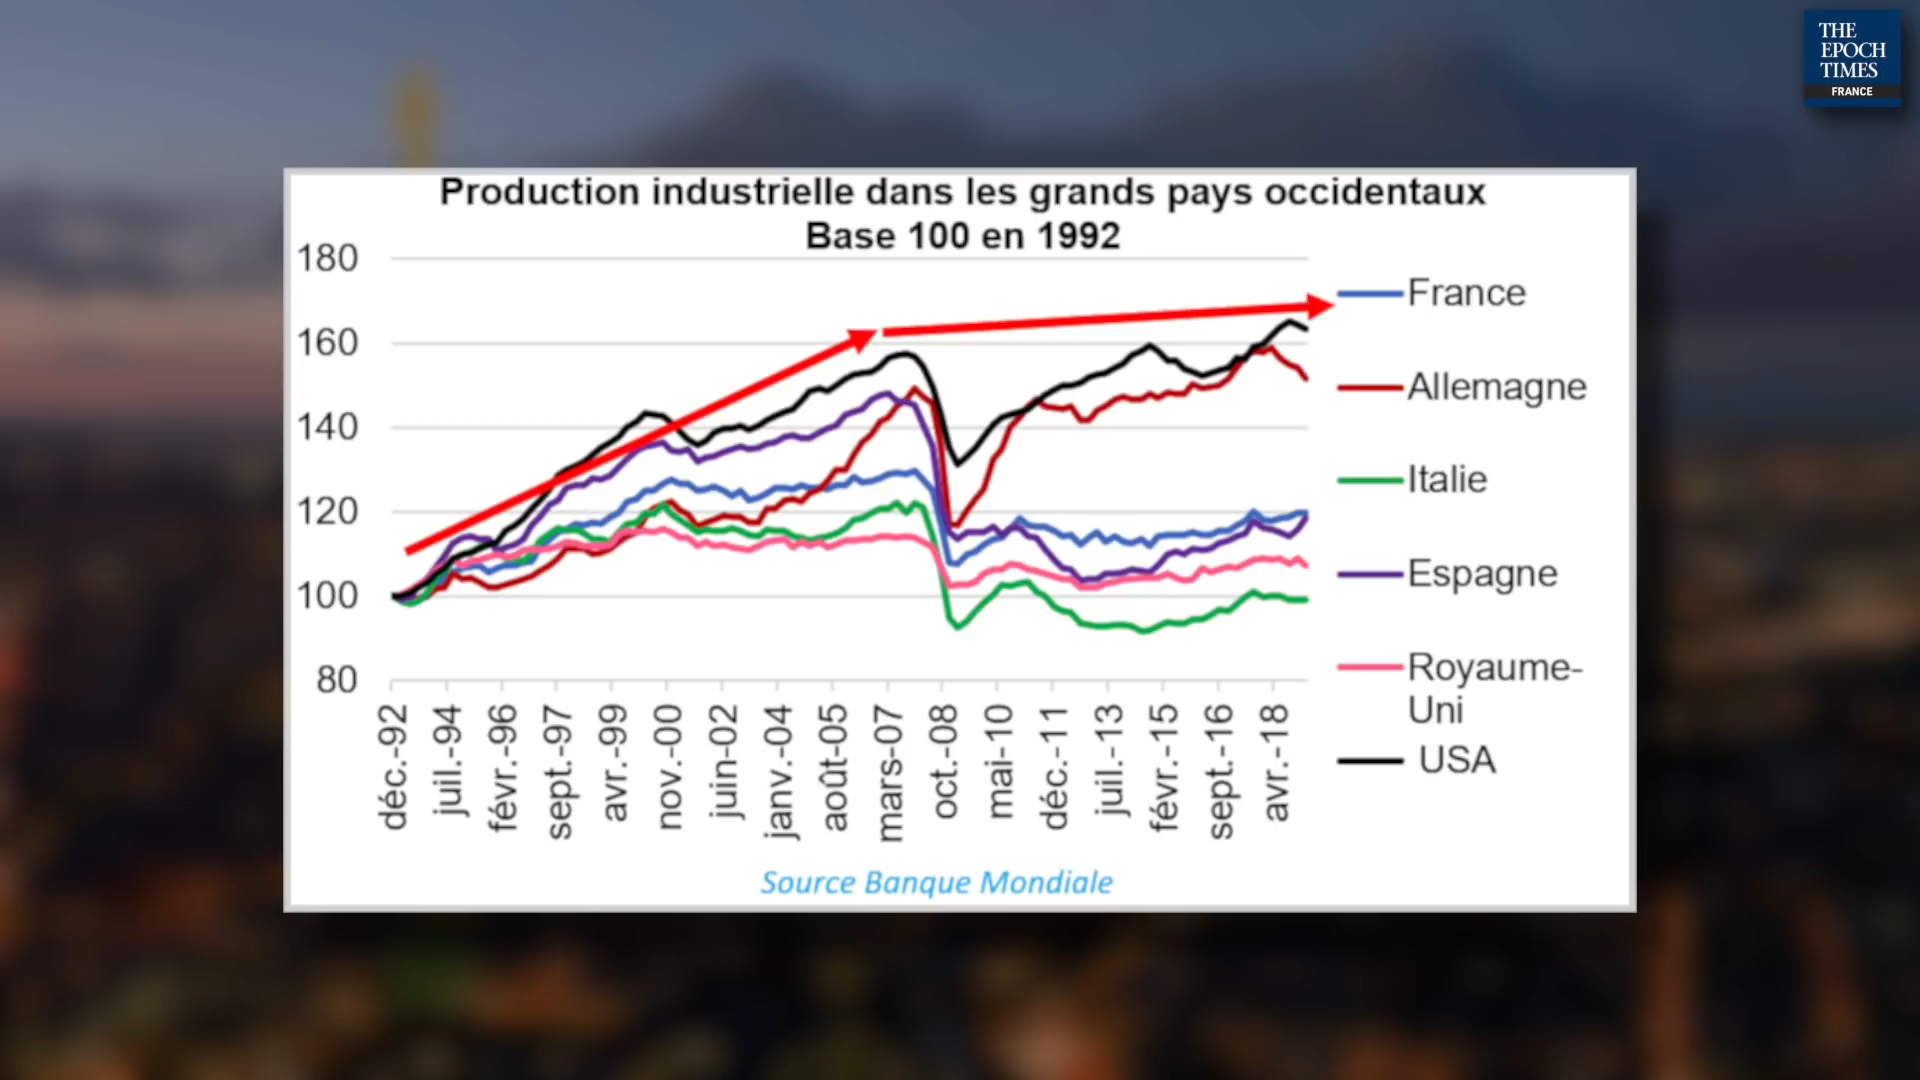 THE
EPOCH
TIMES
FRANCE
Production industrielle dans les grands pays occidentaux
Base 100 en 1992
180
160
140
120
100
80
déc.-92
juil.-94
févr.-96
sept.-97
avr.-99
nov.-00
juin-02
janv.-04
août-05
mars-07
oct.-08
mai-10
déc.-11
juil.-13
févr.-15
sept.-16
avr.-18
France
Allemagne
Italie
Espagne
Royaume-
Uni
USA
Source Banque Mondiale